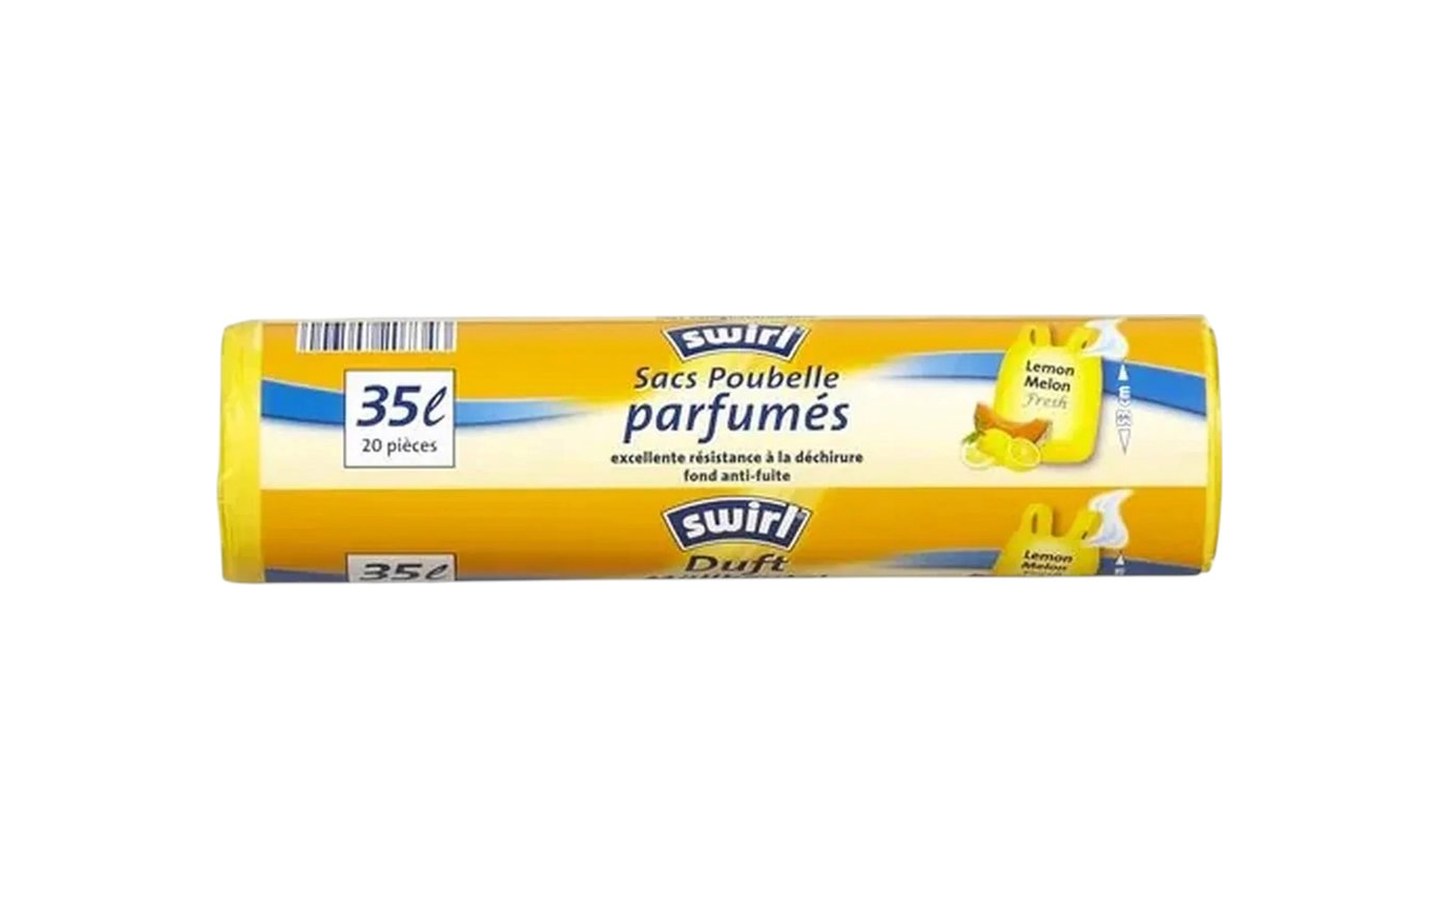 swirl
Sacs Poubelle
parfumés
excellente résistance à la déchirure
fond anti-fuite
35ℓ
20 pièces
Lemon
Melon
Fresh
swirl
Duft
35ℓ
Lemon
Melon